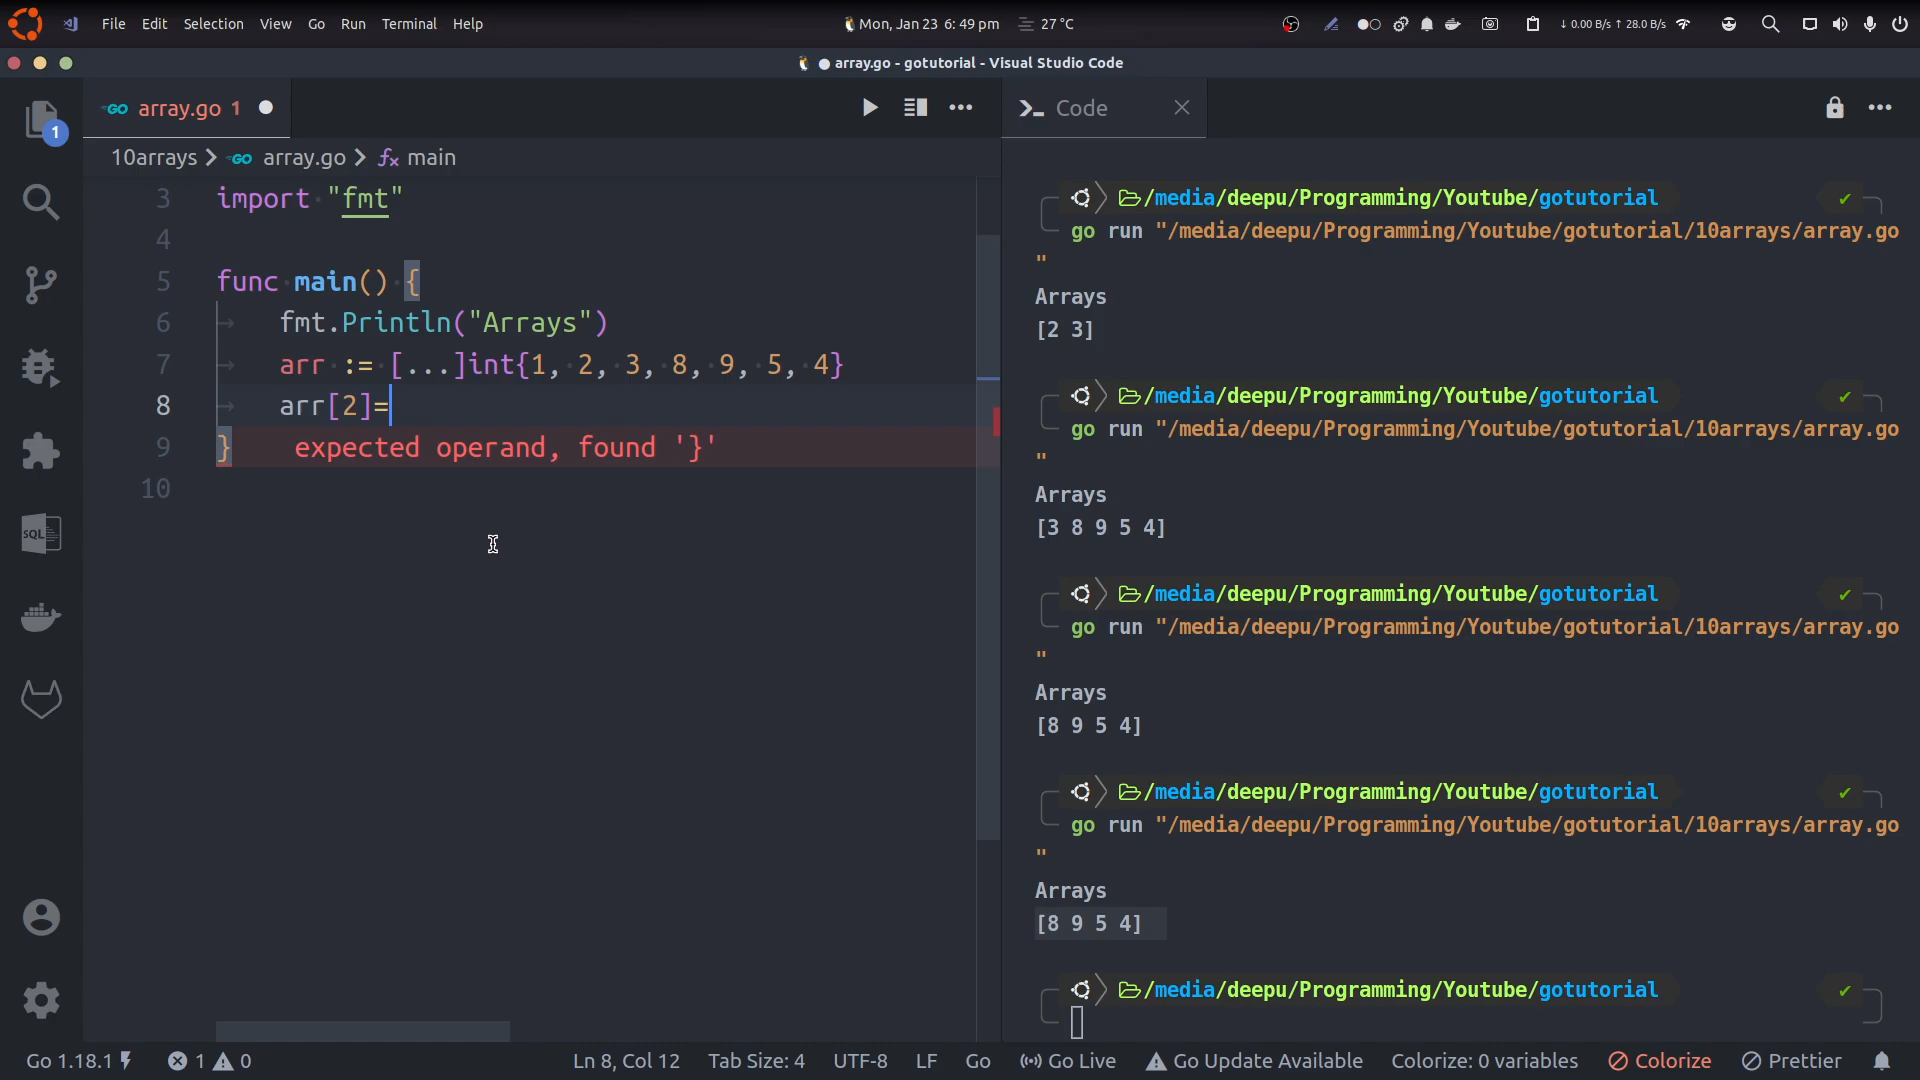 File Edit Selection View Go Run Terminal Help
Mon, Jan 23 6:49 pm 27 °C
↓ 0.00 B/s ↑ 28.0 B/s
● array.go - gotutorial - Visual Studio Code
GO array.go 1 ●
Code
1
10arrays > GO array.go > main
3 import "fmt"
4
5 func main() {
6 fmt.Println("Arrays")
7 arr := [...]int{1, 2, 3, 8, 9, 5, 4}
8 arr[2]=
9 } expected operand, found '}'
10
SQL
/media/deepu/Programming/Youtube/gotutorial ✔
go run "/media/deepu/Programming/Youtube/gotutorial/10arrays/array.go
"
Arrays
[2 3]
/media/deepu/Programming/Youtube/gotutorial ✔
go run "/media/deepu/Programming/Youtube/gotutorial/10arrays/array.go
"
Arrays
[3 8 9 5 4]
/media/deepu/Programming/Youtube/gotutorial ✔
go run "/media/deepu/Programming/Youtube/gotutorial/10arrays/array.go
"
Arrays
[8 9 5 4]
/media/deepu/Programming/Youtube/gotutorial ✔
go run "/media/deepu/Programming/Youtube/gotutorial/10arrays/array.go
"
Arrays
[8 9 5 4]
/media/deepu/Programming/Youtube/gotutorial ✔
Go 1.18.1 1 0 Ln 8, Col 12 Tab Size: 4 UTF-8 LF Go Go Live Go Update Available Colorize: 0 variables Colorize Prettier